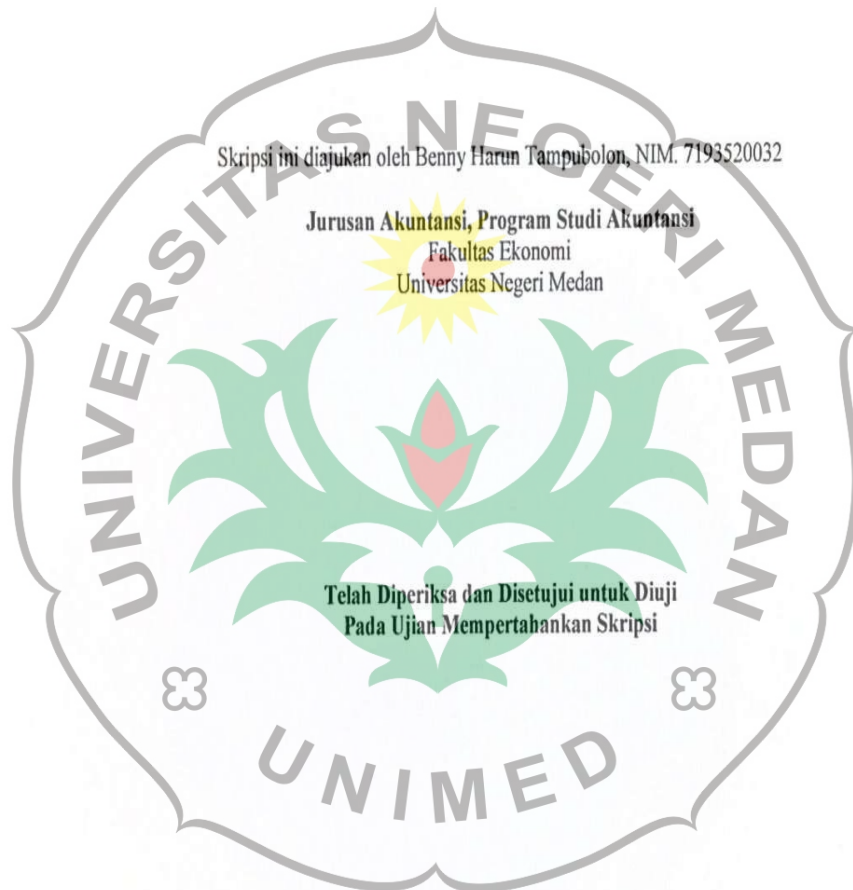 UNIVERSITAS NEGERI MEDAN
Skripsi ini diajukan oleh Benny Harun Tampubolon, NIM. 7193520032
Jurusan Akuntansi, Program Studi Akuntansi
Fakultas Ekonomi
Universitas Negeri Medan
Telah Diperiksa dan Disetujui untuk Diuji
Pada Ujian Mempertahankan Skripsi
UNIMED